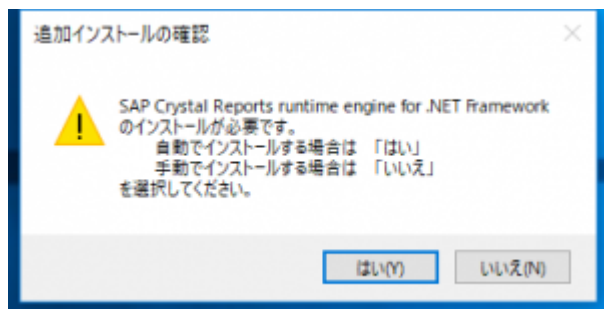 追加インストールの確認
SAP Crystal Reports runtime engine for .NET Framework
のインストールが必要です。
自動でインストールする場合は 「はい」
手動でインストールする場合は 「いいえ」
を選択してください。
はい(Y) いいえ(N)